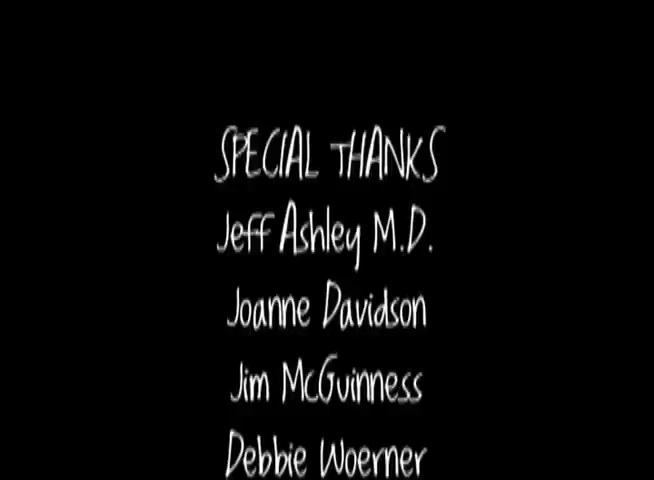 SPECIAL THANKS
Jeff Ashley M.D.
Joanne Davidson
Jim McGuinness
Debbie Woerner